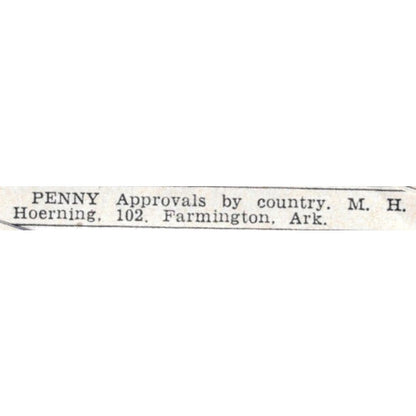 PENNY Approvals by country. M. H.
Hoerning, 102, Farmington, Ark.